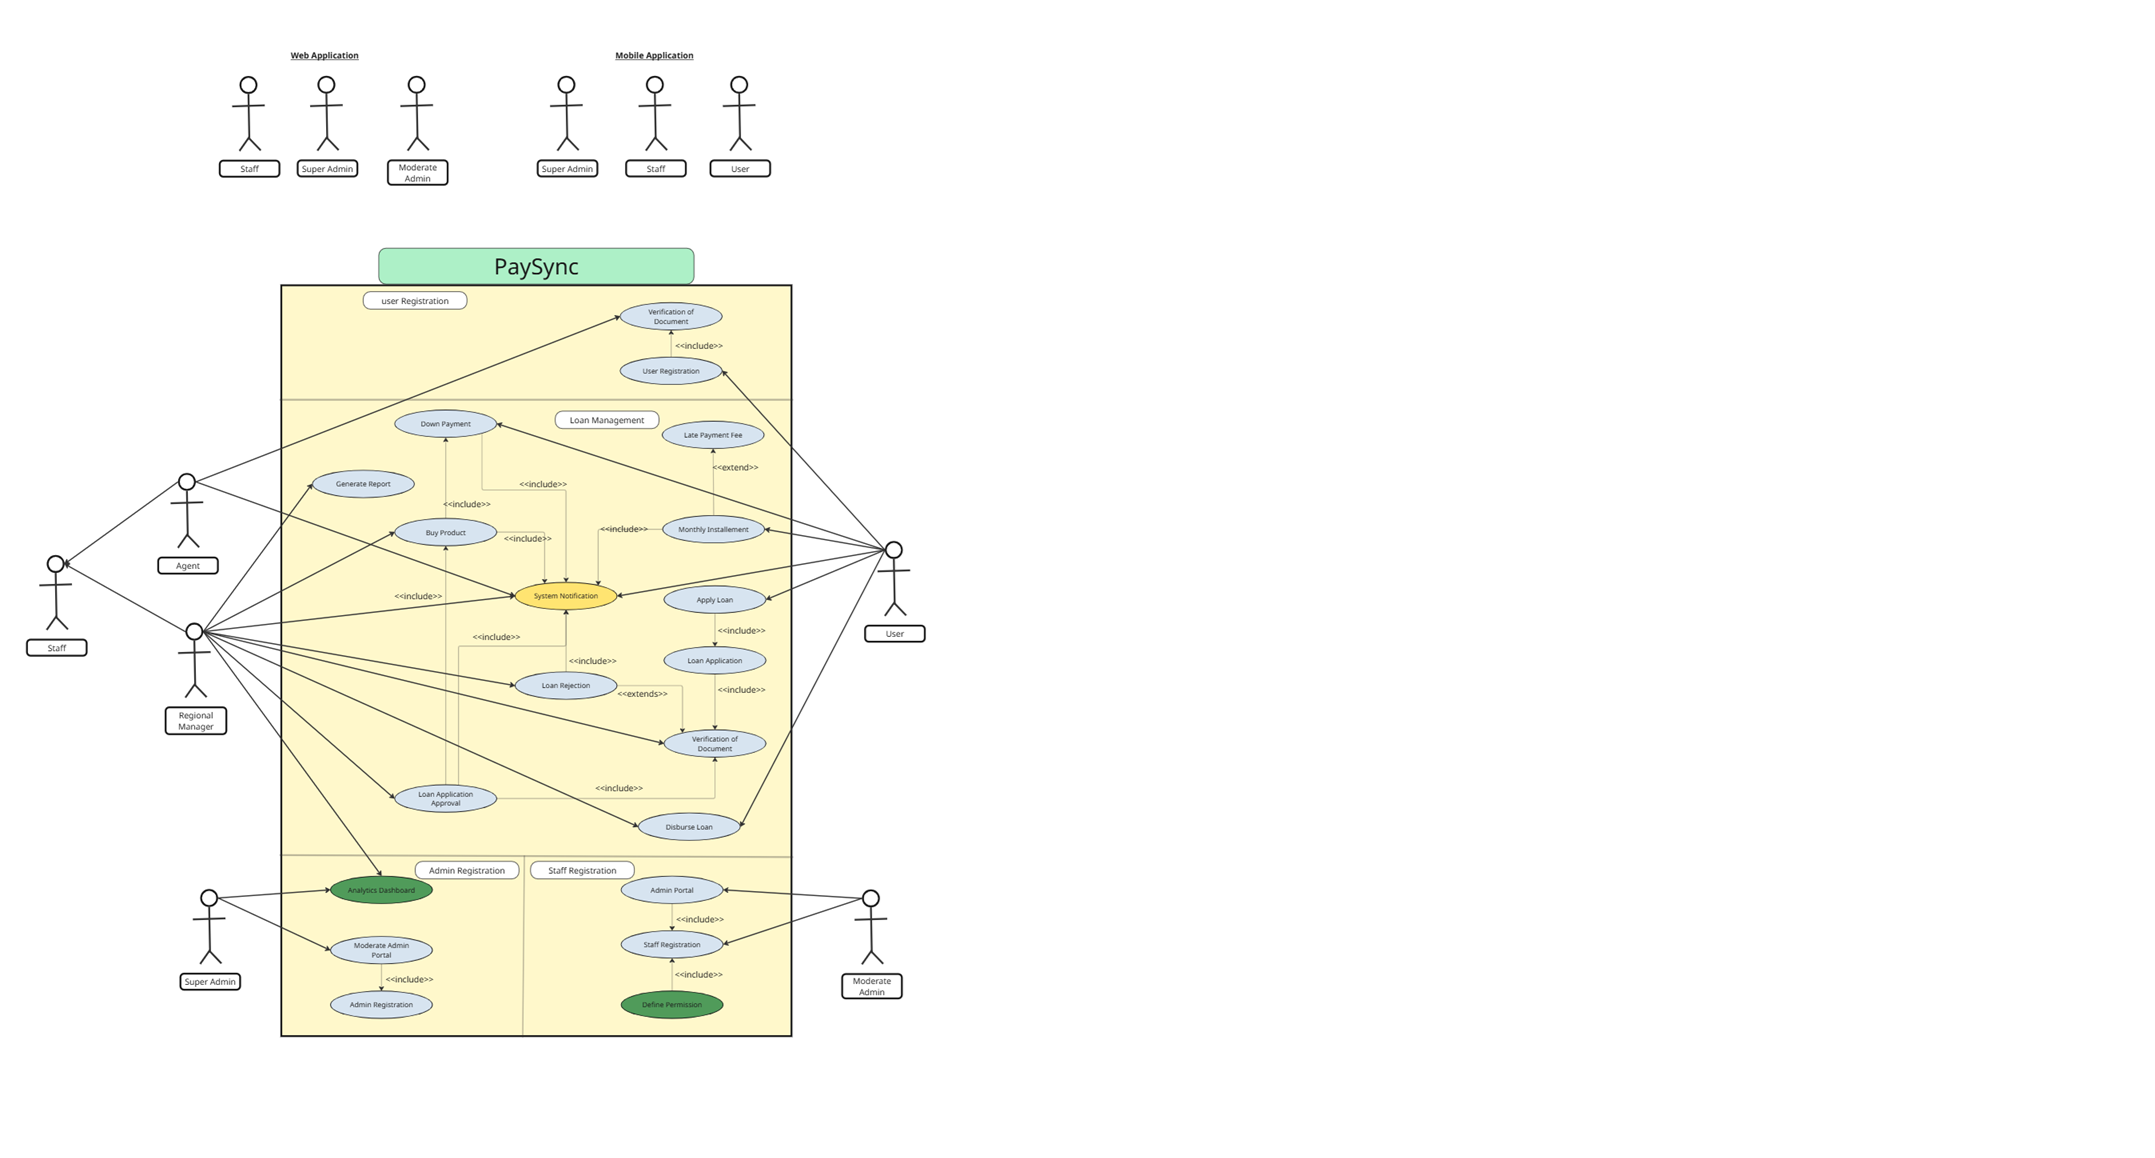 Web Application
Mobile Application
Staff
Super Admin
Moderate
Admin
Super Admin
Staff
User
PaySync
user Registration
Verification of
Document
<<include>>
User Registration
Down Payment
Loan Management
Late Payment Fee
<<extend>>
Generate Report
<<include>>
<<include>>
Buy Product
<<include>>
<<include>>
Monthly Installement
Agent
<<include>>
System Notification
Apply Loan
Staff
User
<<include>>
<<include>>
<<include>>
Loan Application
Loan Rejection
<<extends>>
<<include>>
Regional
Manager
Verification of
Document
<<include>>
Loan Application
Approval
Disburse Loan
Admin Registration
Staff Registration
Analytics Dashboard
Admin Portal
<<include>>
Moderate Admin
Portal
Staff Registration
<<include>>
<<include>>
Super Admin
Moderate
Admin
Admin Registration
Define Permission